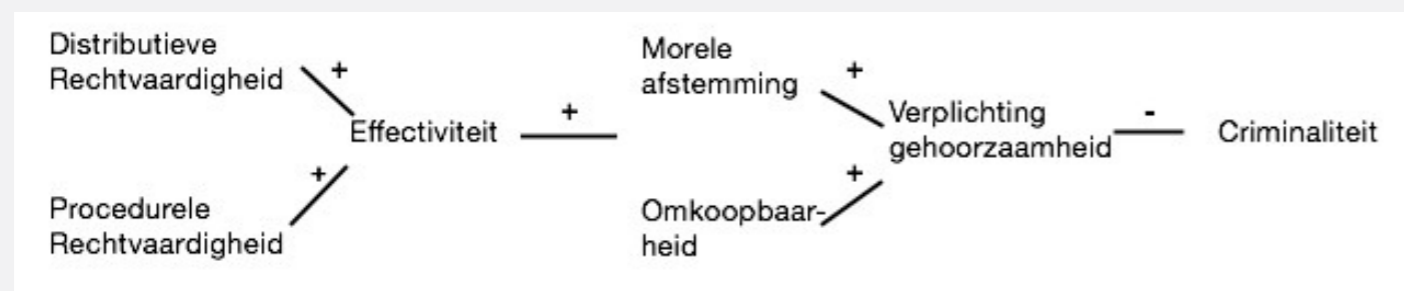 Distributieve
Rechtvaardigheid
+
Procedurele
Rechtvaardigheid
+
Effectiviteit
+
Morele
afstemming
+
Omkoopbaar-
heid
+
Verplichting
gehoorzaamheid
-
Criminaliteit